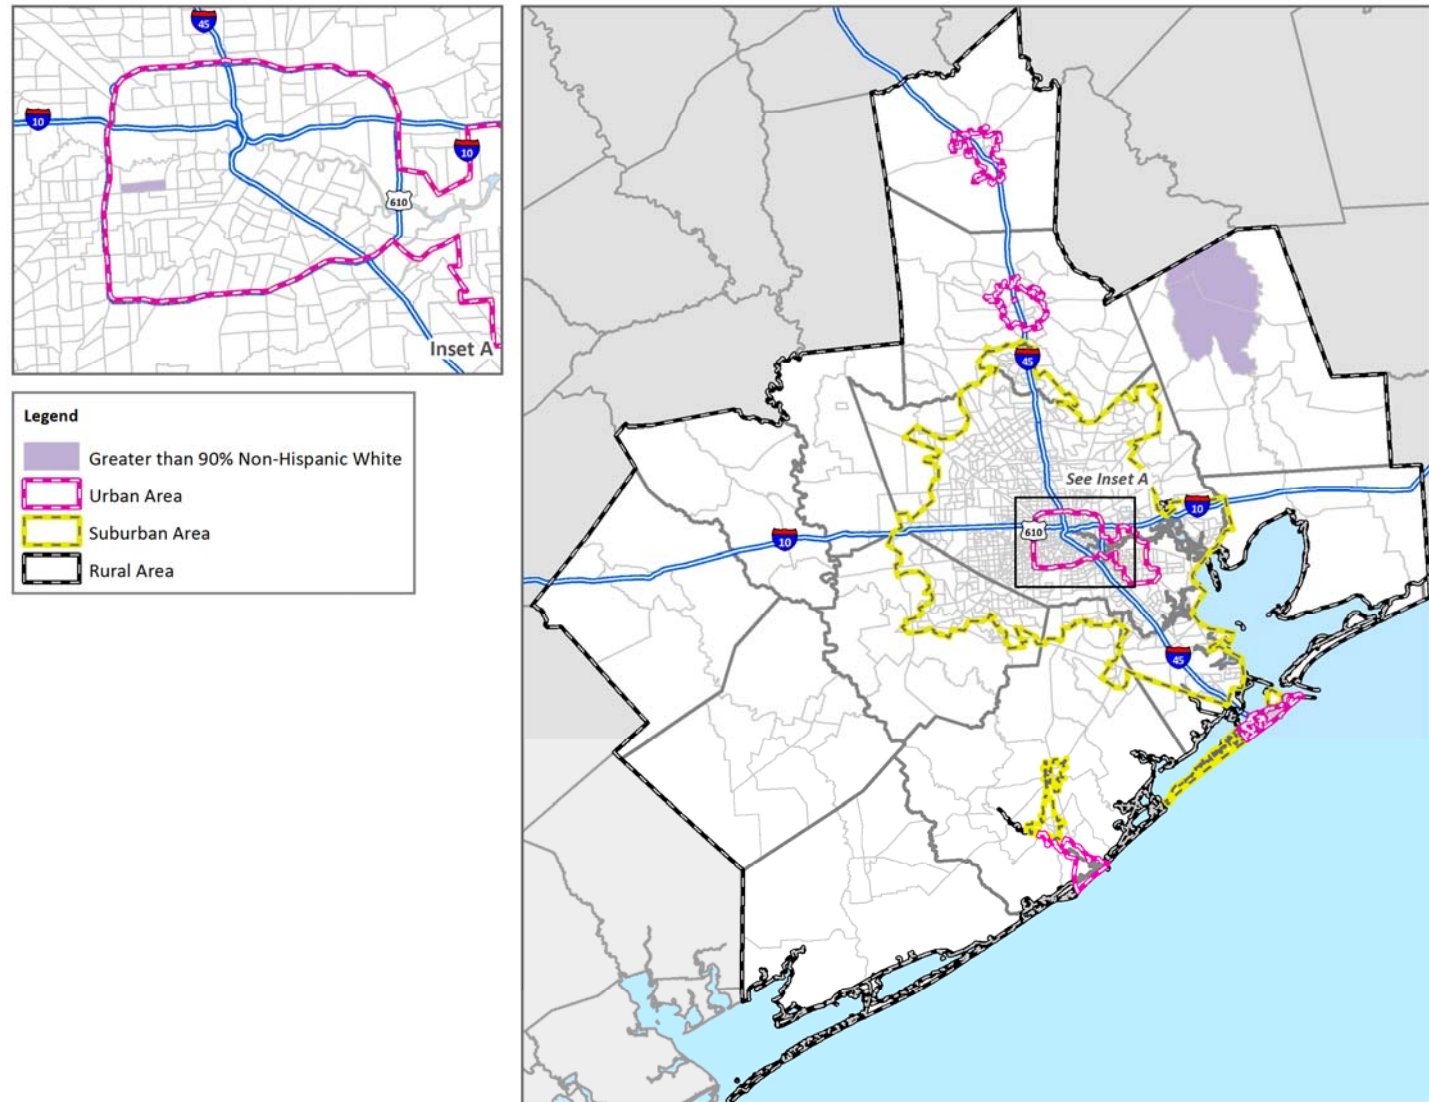 45
10
10
610
Inset A
Legend
Greater than 90% Non-Hispanic White
Urban Area
Suburban Area
Rural Area
45
See Inset A
10
610
10
45